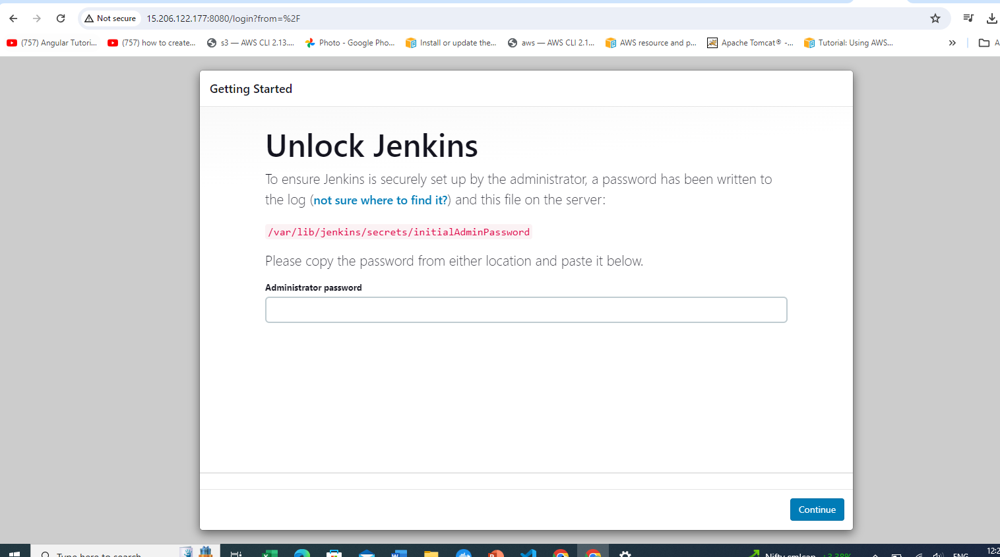 Not secure 15.206.122.177:8080/login?from=%2F
(757) Angular Tutori... (757) how to create... s3 — AWS CLI 2.13.... Photo - Google Pho... Install or update the... aws — AWS CLI 2.1... AWS resource and p... Apache Tomcat® -... Tutorial: Using AWS... » A
Getting Started
Unlock Jenkins
To ensure Jenkins is securely set up by the administrator, a password has been written to
the log (not sure where to find it?) and this file on the server:
/var/lib/jenkins/secrets/initialAdminPassword
Please copy the password from either location and paste it below.
Administrator password
Continue
Type here to search Nifty smlcap +3.38% ENG 12:2